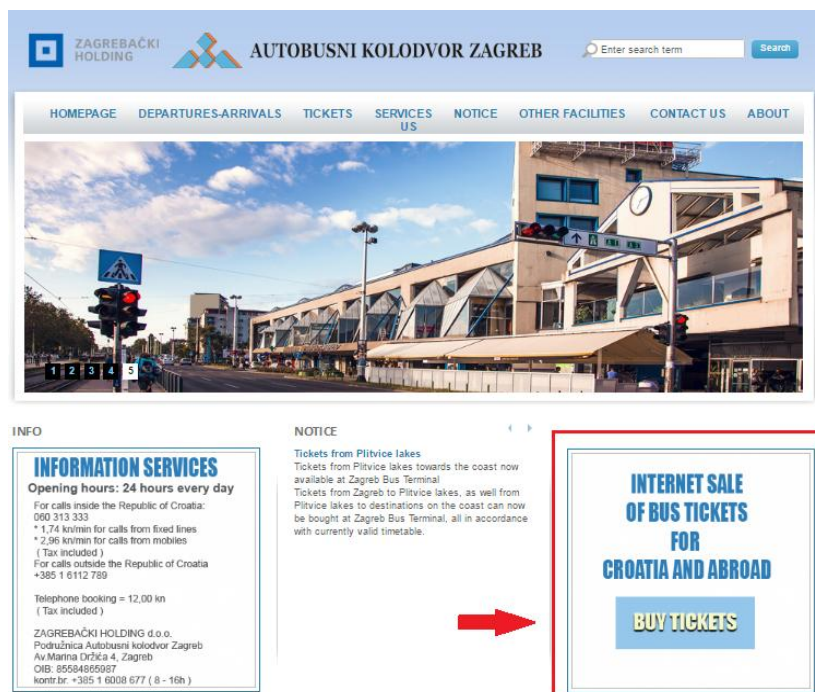 ZAGREBAČKI
HOLDING
AUTOBUSNI KOLODVOR ZAGREB
Enter search term
Search
HOMEPAGE DEPARTURES-ARRIVALS TICKETS SERVICES NOTICE OTHER FACILITIES CONTACT US ABOUT
US
1 2 3 4 5
INFO
INFORMATION SERVICES
Opening hours: 24 hours every day
For calls inside the Republic of Croatia:
060 313 333
* 1,74 kn/min for calls from fixed lines
* 2,96 kn/min for calls from mobiles
( Tax included )
For calls outside the Republic of Croatia
+385 1 6112 789
Telephone booking = 12,00 kn
( Tax included )
ZAGREBAČKI HOLDING d.o.o.
Podružnica Autobusni kolodvor Zagreb
Av.Marina Držića 4, Zagreb
OIB: 85584865987
kontr.br. +385 1 6008 677 ( 8 - 16h )
NOTICE
Tickets from Plitvice lakes
Tickets from Plitvice lakes towards the coast now
available at Zagreb Bus Terminal
Tickets from Zagreb to Plitvice lakes, as well from
Plitvice lakes to destinations on the coast can now
be bought at Zagreb Bus Terminal, all in accordance
with currently valid timetable.
INTERNET SALE
OF BUS TICKETS
FOR
CROATIA AND ABROAD
BUY TICKETS